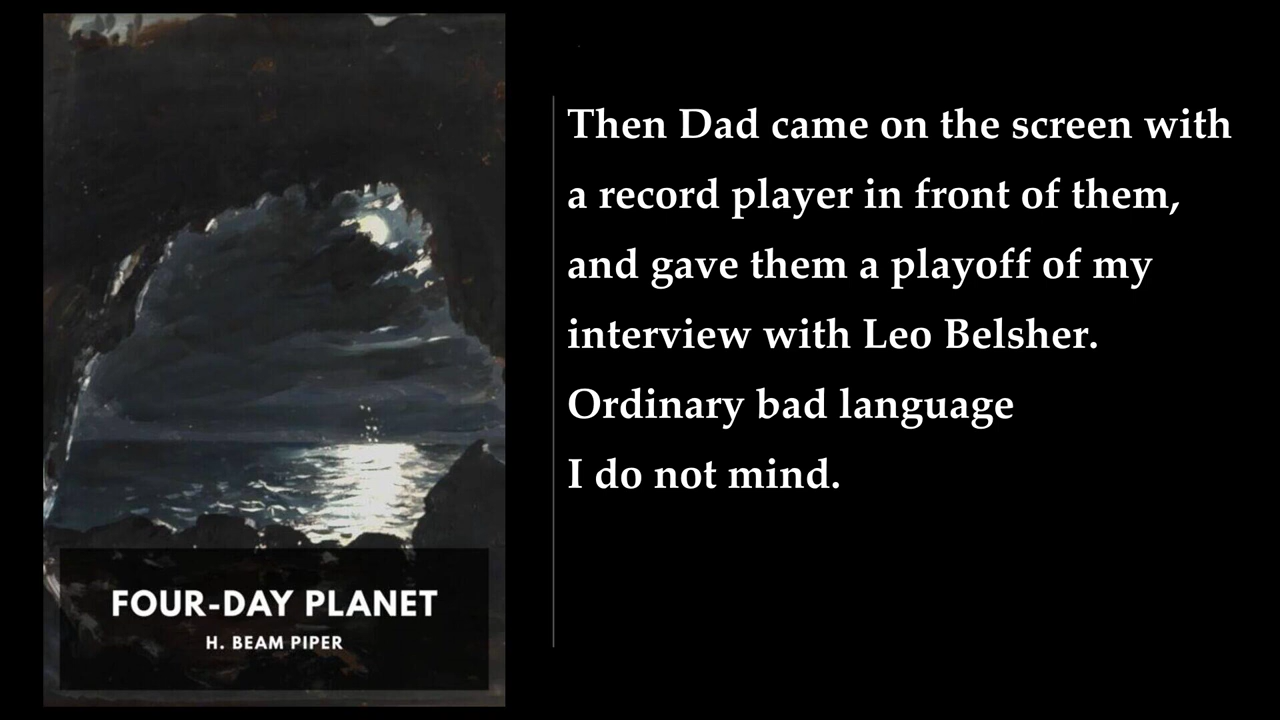 Then Dad came on the screen with
a record player in front of them,
and gave them a playoff of my
interview with Leo Belsher.
Ordinary bad language
I do not mind.
FOUR-DAY PLANET
H. BEAM PIPER